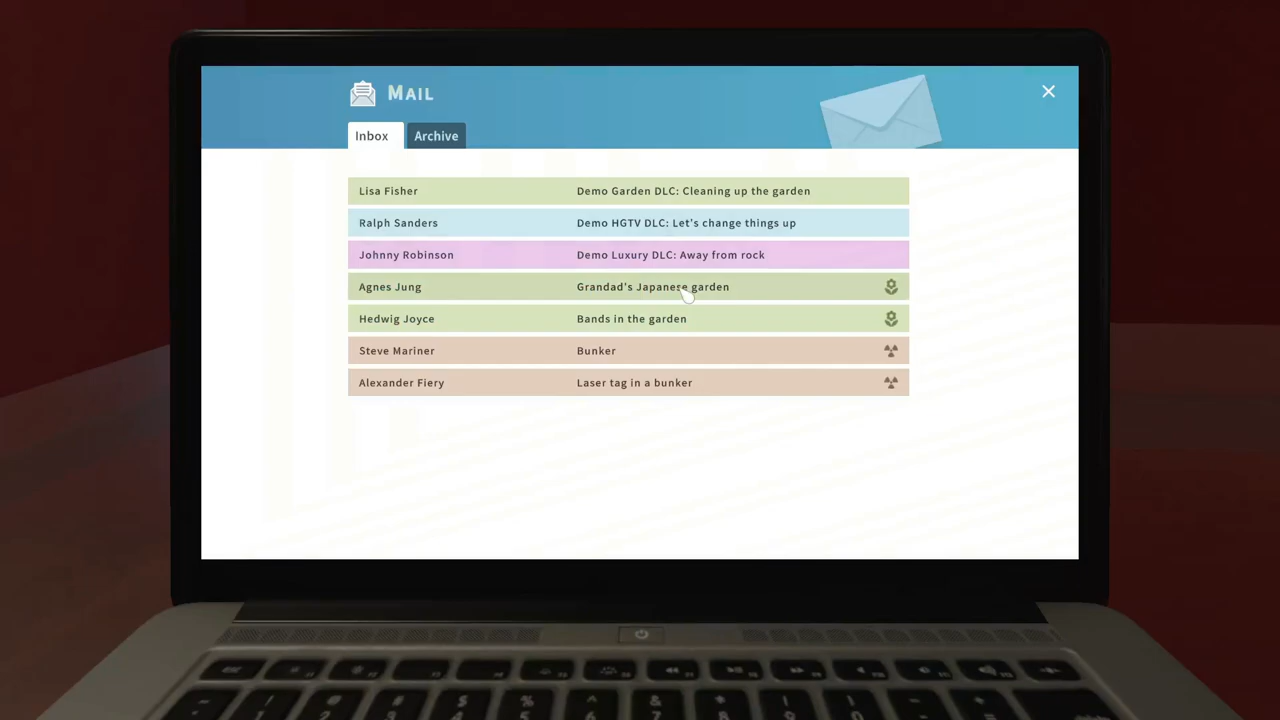 MAIL
Inbox Archive
Lisa Fisher Demo Garden DLC: Cleaning up the garden
Ralph Sanders Demo HGTV DLC: Let's change things up
Johnny Robinson Demo Luxury DLC: Away from rock
Agnes Jung Grandad's Japanese garden
Hedwig Joyce Bands in the garden
Steve Mariner Bunker
Alexander Fiery Laser tag in a bunker